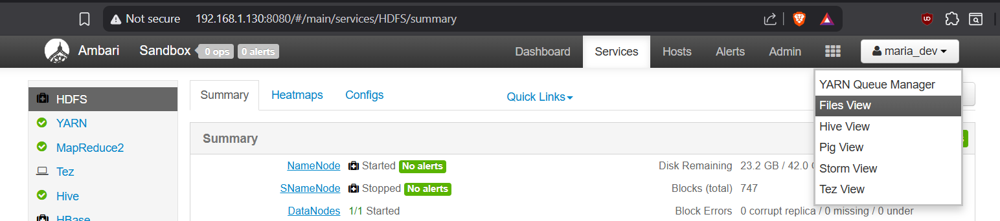 Not secure 192.168.1.130:8080/#/main/services/HDFS/summary
Ambari Sandbox 0 ops 0 alerts Dashboard Services Hosts Alerts Admin maria_dev
YARN Queue Manager
Files View
Hive View
Pig View
Storm View
Tez View
HDFS
YARN
MapReduce2
Tez
Hive
HBase
Summary Heatmaps Configs Quick Links
Summary
NameNode Started No alerts
SNameNode Stopped No alerts
DataNodes 1/1 Started
Disk Remaining 23.2 GB / 42.0
Blocks (total) 747
Block Errors 0 corrupt replica / 0 missing / 0 under